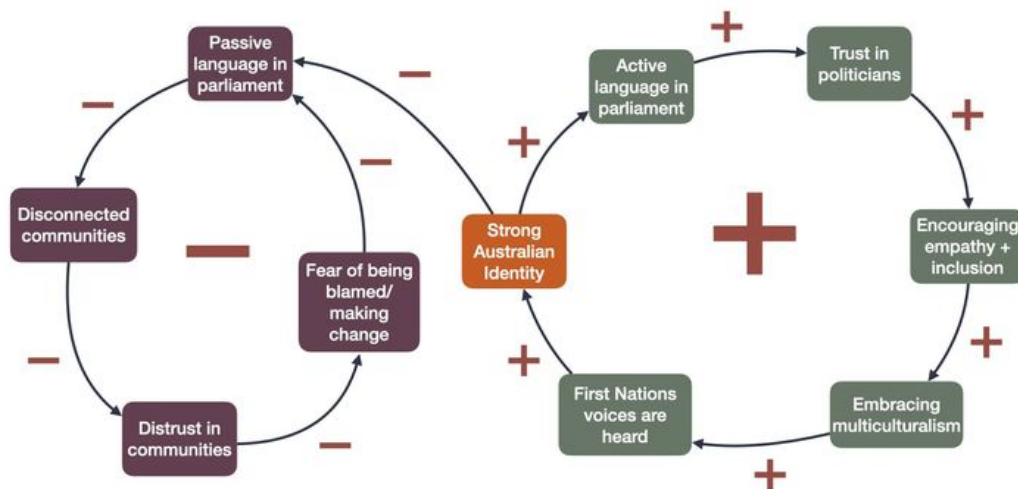 Passive
language in
parliament
Disconnected
communities
Distrust in
communities
Fear of being
blamed/
making
change
Strong
Australian
Identity
Active
language in
parliament
Trust in
politicians
Encouraging
empathy +
inclusion
Embracing
multiculturalism
First Nations
voices are
heard